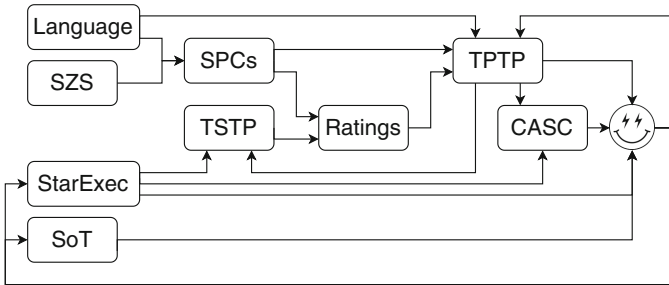 Language
SPCs
TPTP
SZS
TSTP
Ratings
CASC
StarExec
SoT